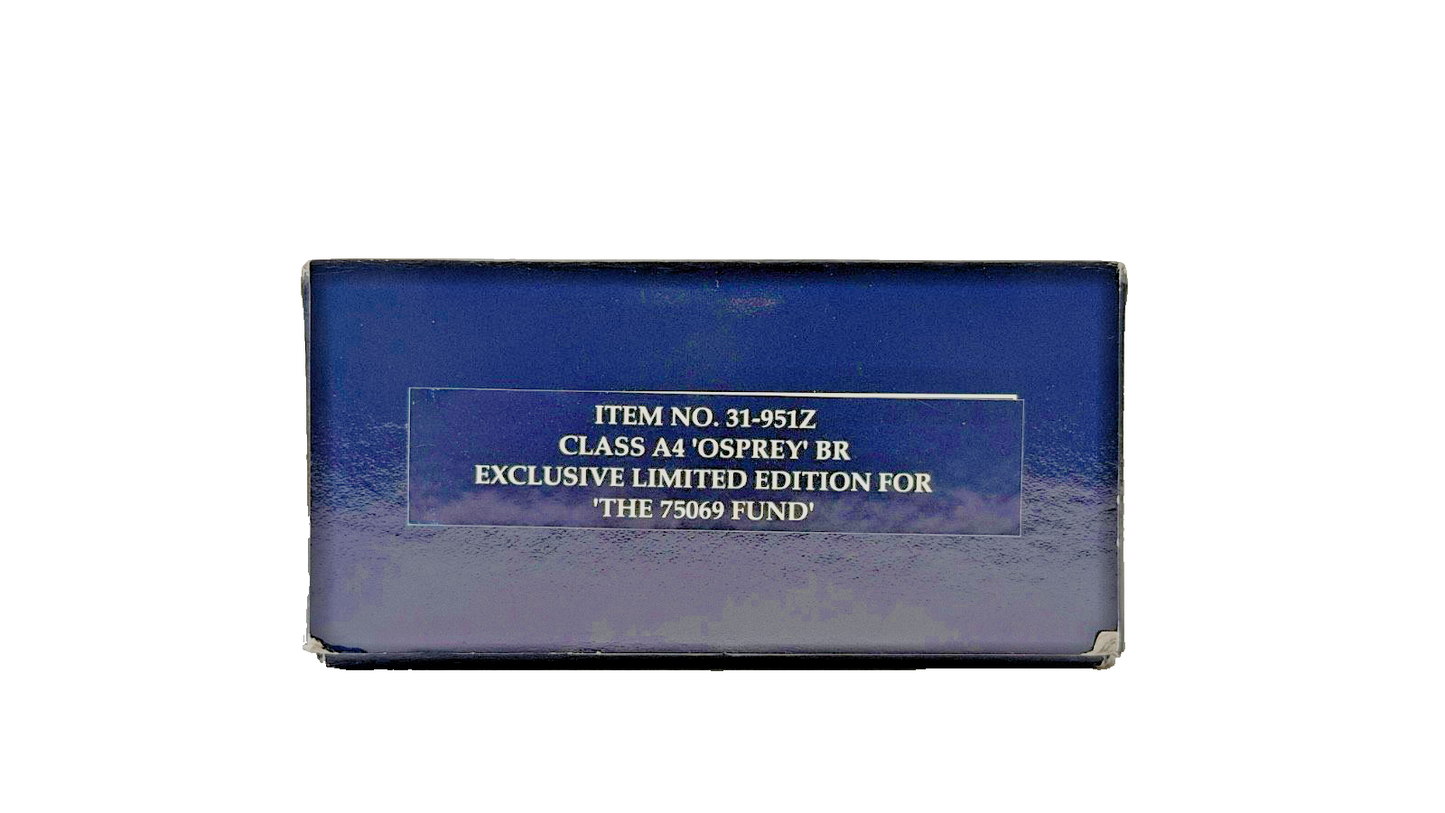 ITEM NO. 31-951Z
CLASS A4 'OSPREY' BR
EXCLUSIVE LIMITED EDITION FOR
'THE 75069 FUND'